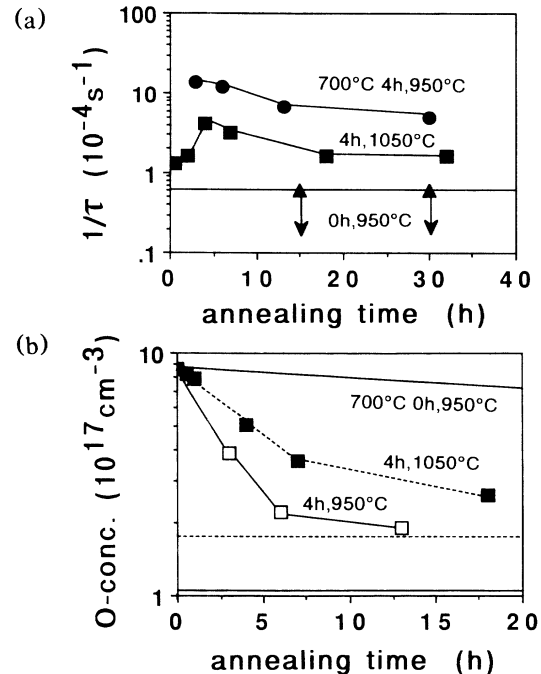 (a)
100
10
1
.1
1/τ (10⁻⁴s⁻¹)
700°C 4h,950°C
4h,1050°C
0h,950°C
0 10 20 30 40
annealing time (h)
(b)
10
1
O-conc. (10¹⁷cm⁻³)
700°C 0h,950°C
4h,1050°C
4h,950°C
0 5 10 15 20
annealing time (h)